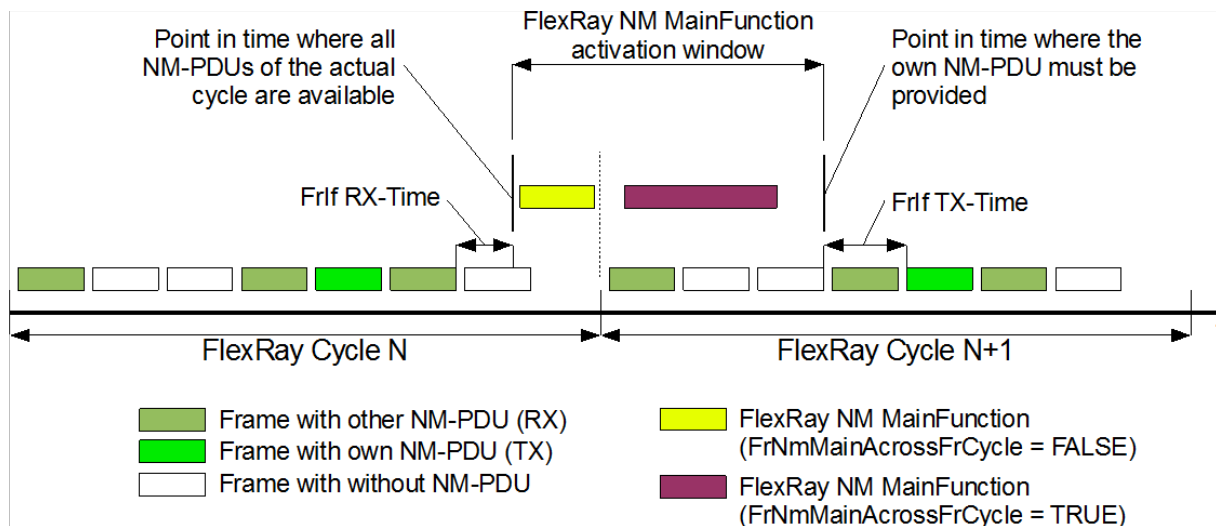 FlexRay NM MainFunction
activation window
Point in time where all
NM-PDUs of the actual
cycle are available
Point in time where the
own NM-PDU must be
provided
FrIf RX-Time
FrIf TX-Time
FlexRay Cycle N
FlexRay Cycle N+1
Frame with other NM-PDU (RX)
Frame with own NM-PDU (TX)
Frame with without NM-PDU
FlexRay NM MainFunction
(FrNmMainAcrossFrCycle = FALSE)
FlexRay NM MainFunction
(FrNmMainAcrossFrCycle = TRUE)